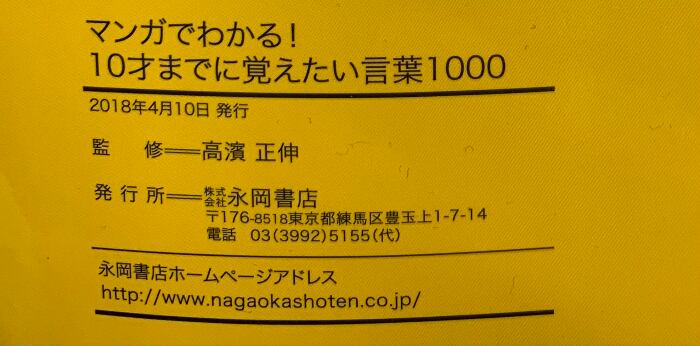 マンガでわかる!
10才までに覚えたい言葉1000
2018年4月10日 発行
監 修══高濱 正伸
発行所══株式会社永岡書店
〒176-8518東京都練馬区豊玉上1-7-14
電話 03(3992)5155(代)
永岡書店ホームページアドレス
http://www.nagaokashoten.co.jp/